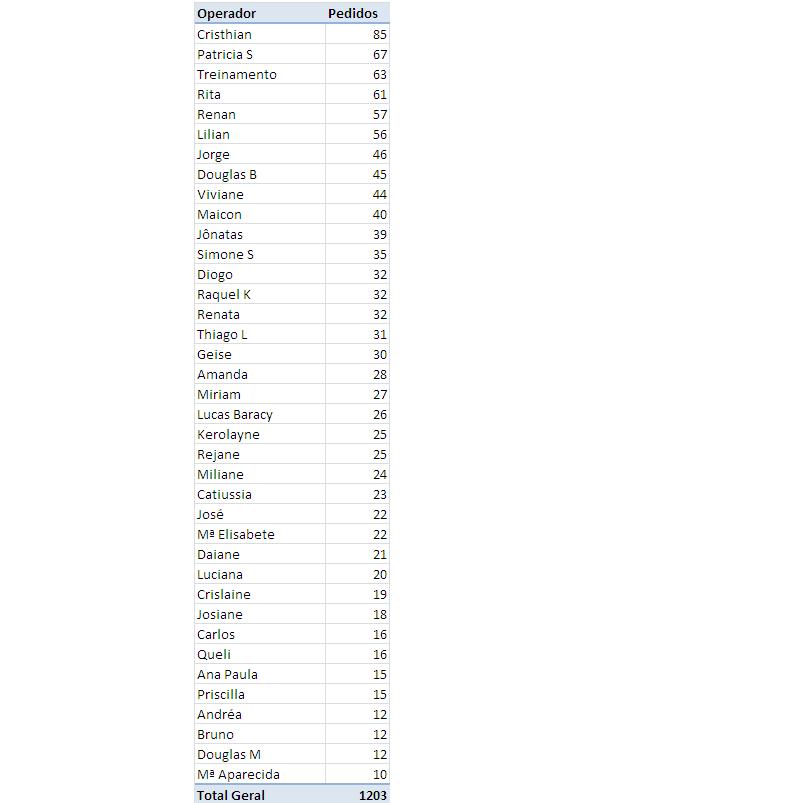 Operador Pedidos
Cristhian 85
Patricia S 67
Treinamento 63
Rita 61
Renan 57
Lilian 56
Jorge 46
Douglas B 45
Viviane 44
Maicon 40
Jônatas 39
Simone S 35
Diogo 32
Raquel K 32
Renata 32
Thiago L 31
Geise 30
Amanda 28
Miriam 27
Lucas Baracy 26
Kerolayne 25
Rejane 25
Miliane 24
Catiussia 23
José 22
Mª Elisabete 22
Daiane 21
Luciana 20
Crislaine 19
Josiane 18
Carlos 16
Queli 16
Ana Paula 15
Priscilla 15
Andréa 12
Bruno 12
Douglas M 12
Mª Aparecida 10
Total Geral 1203